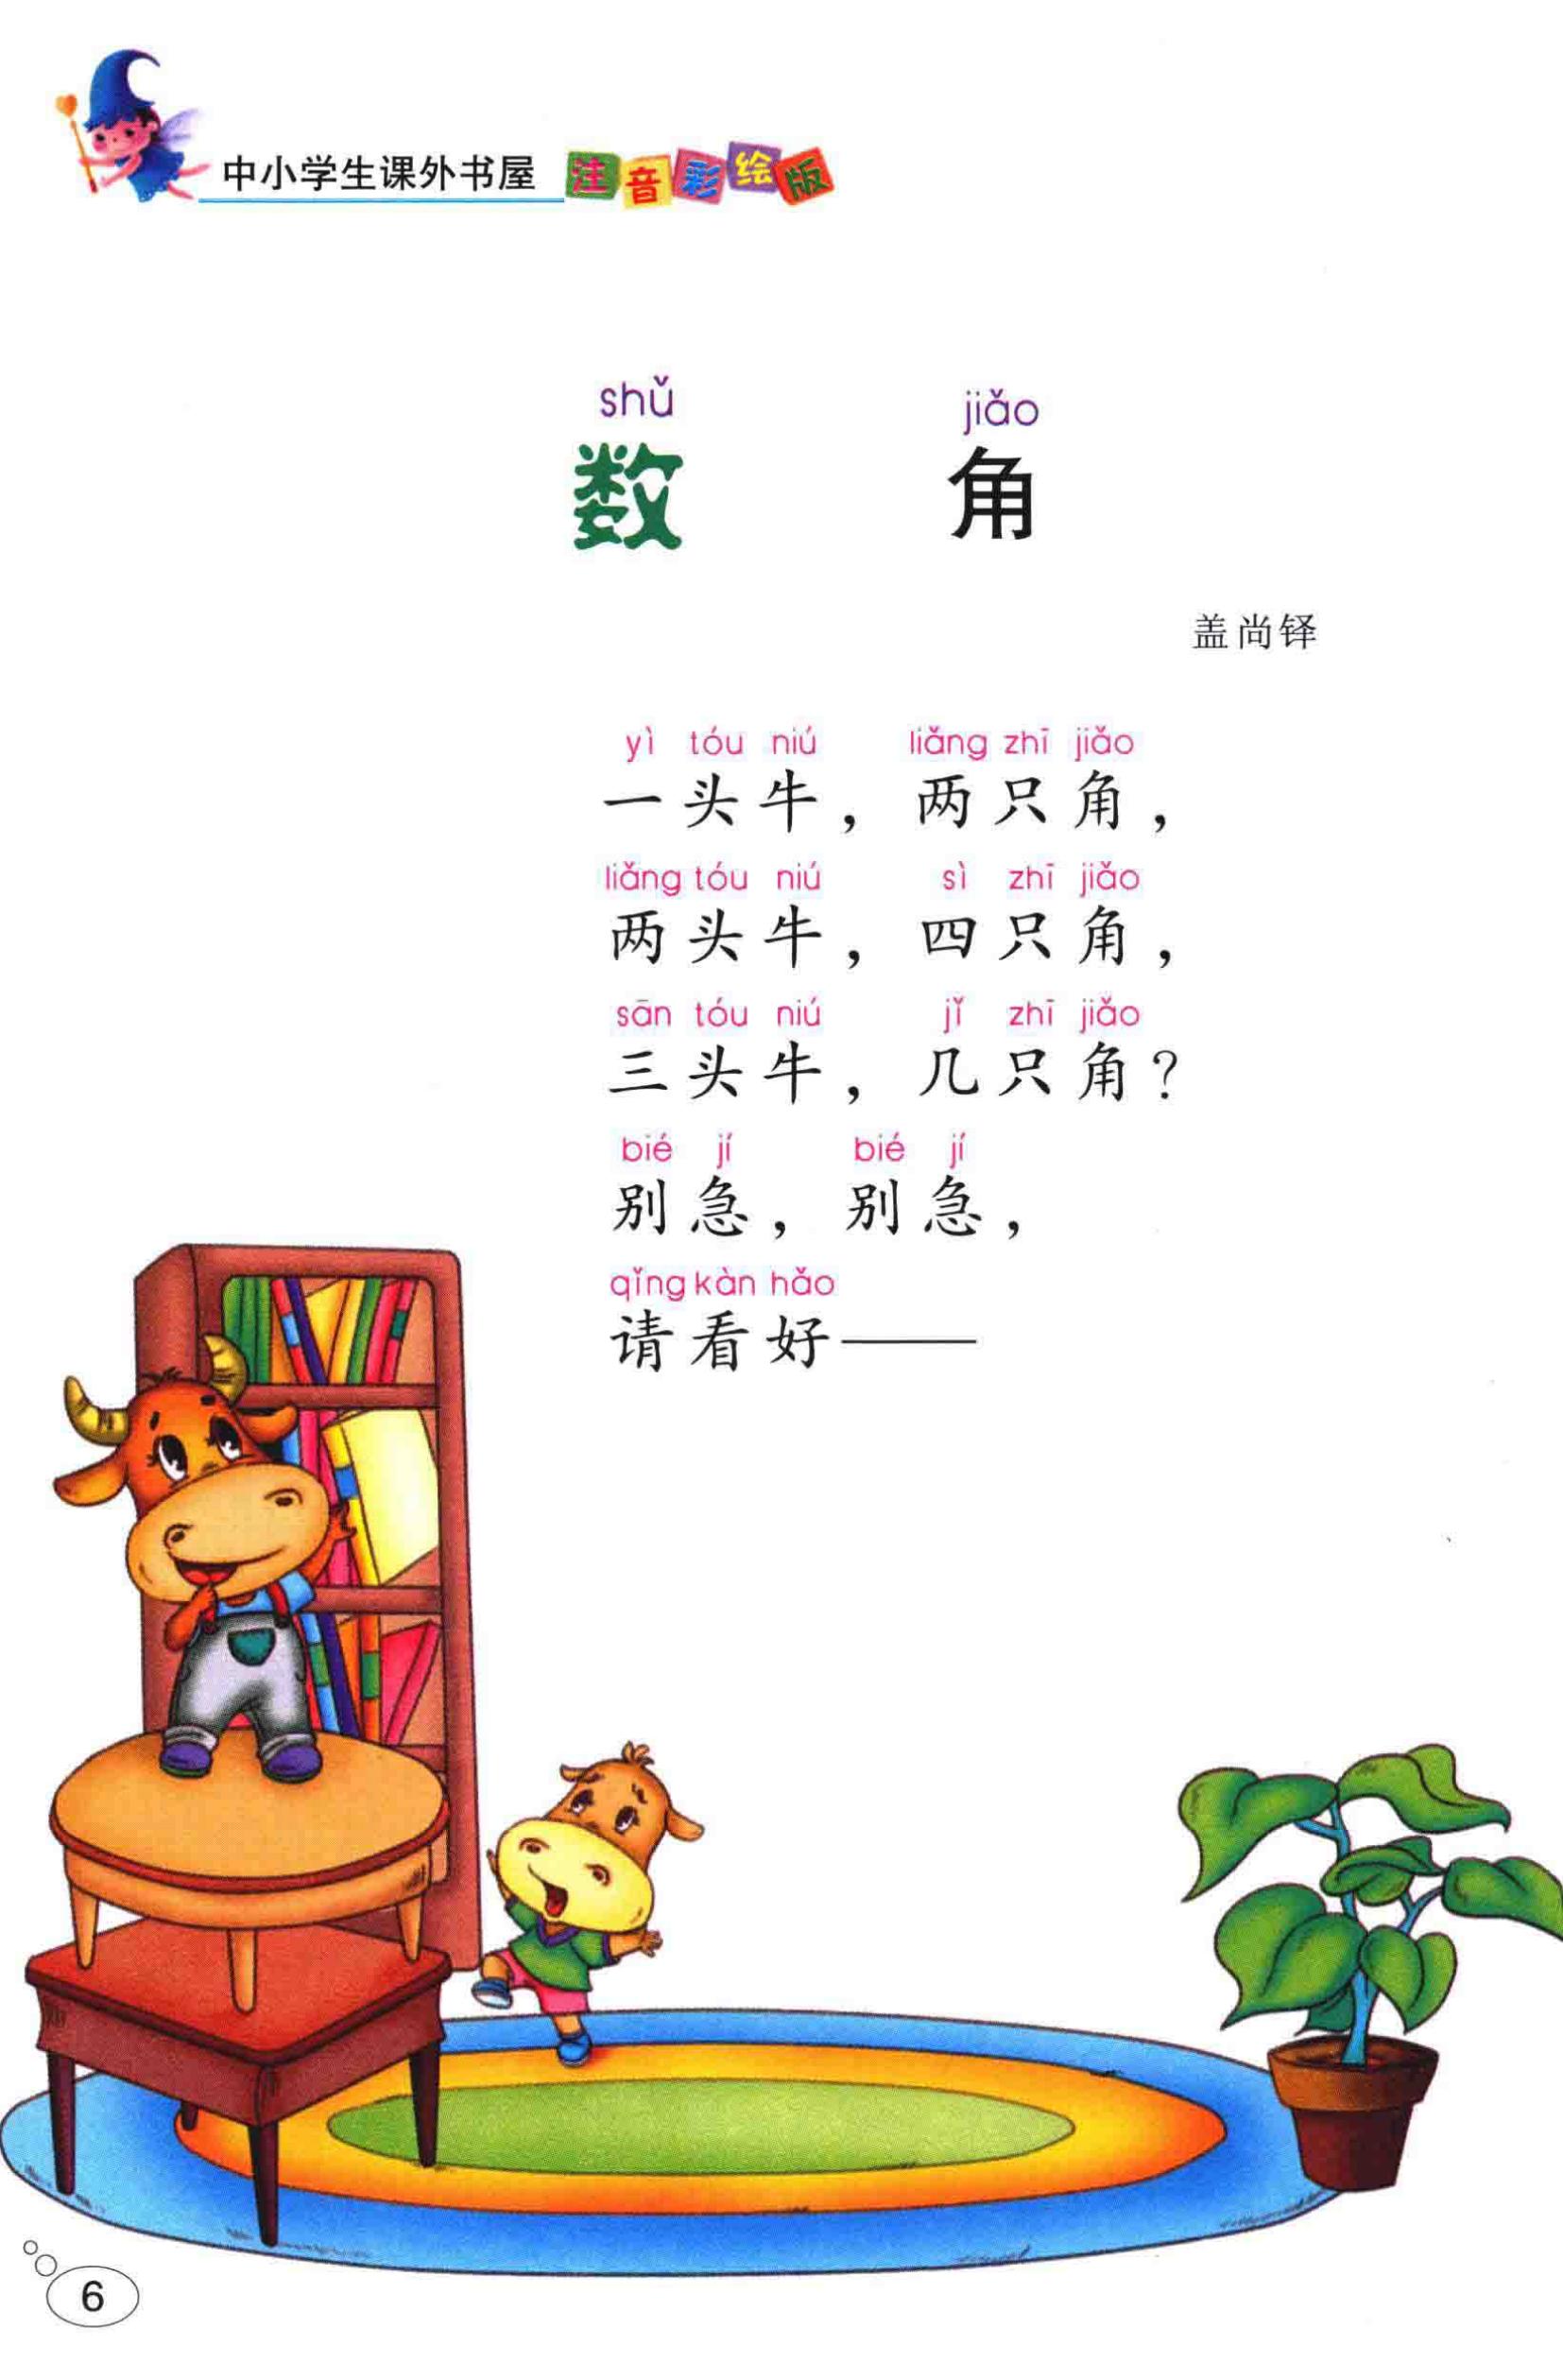 中小学生课外书屋 注音彩绘版
shǔ jiǎo
数 角
盖尚铎
yì tóu niú liǎng zhī jiǎo
一头牛，两只角，
liǎng tóu niú sì zhī jiǎo
两头牛，四只角，
sān tóu niú jǐ zhī jiǎo
三头牛，几只角？
bié jí bié jí
别急，别急，
qǐng kàn hǎo
请看好——
6